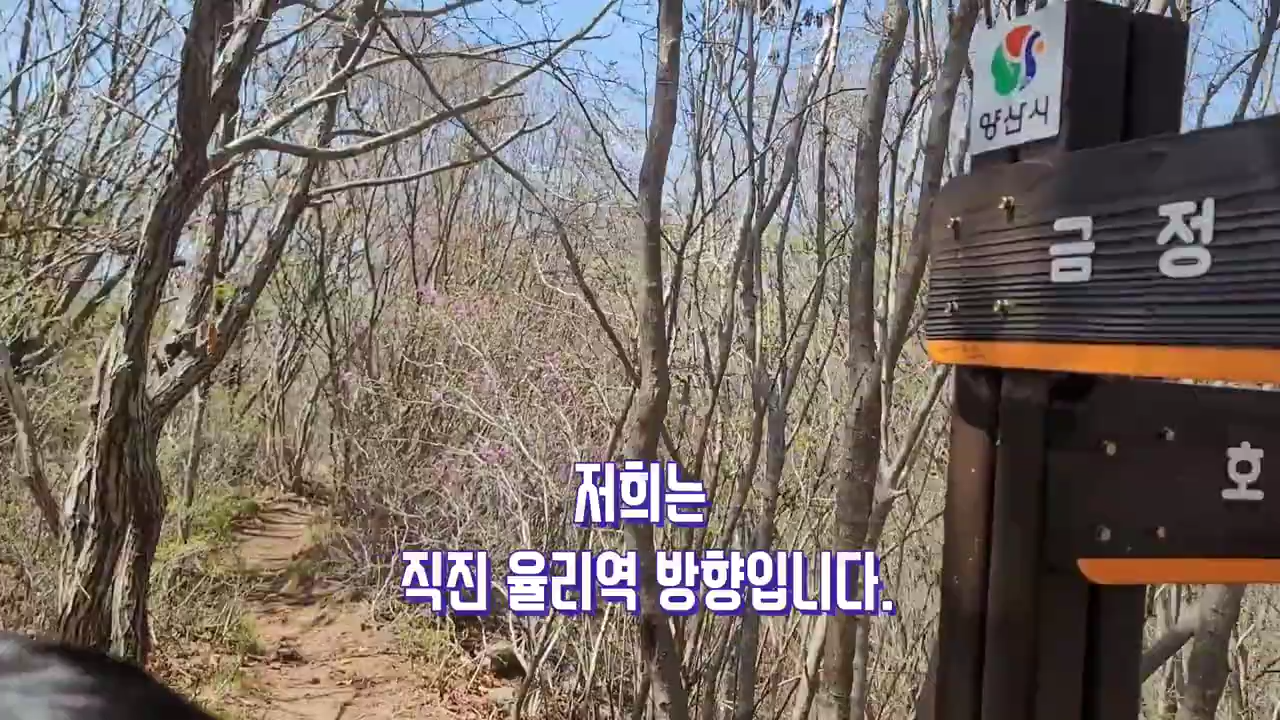 양산시
금정
호
저희는
직진 율리역 방향입니다.